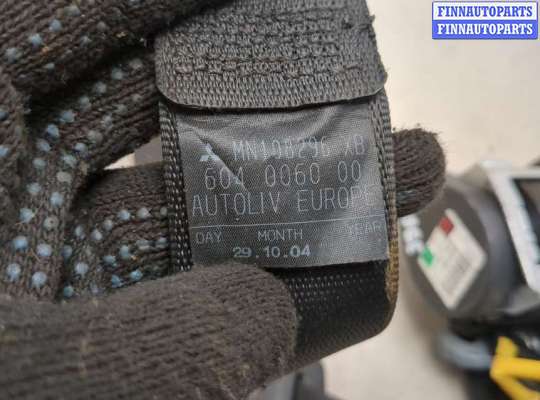 FINNAUTOPARTS
FINNAUTOPARTS
MN108296 XB
604 0060 00
AUTOLIV EUROPE
DAY MONTH YEAR
29.10.04